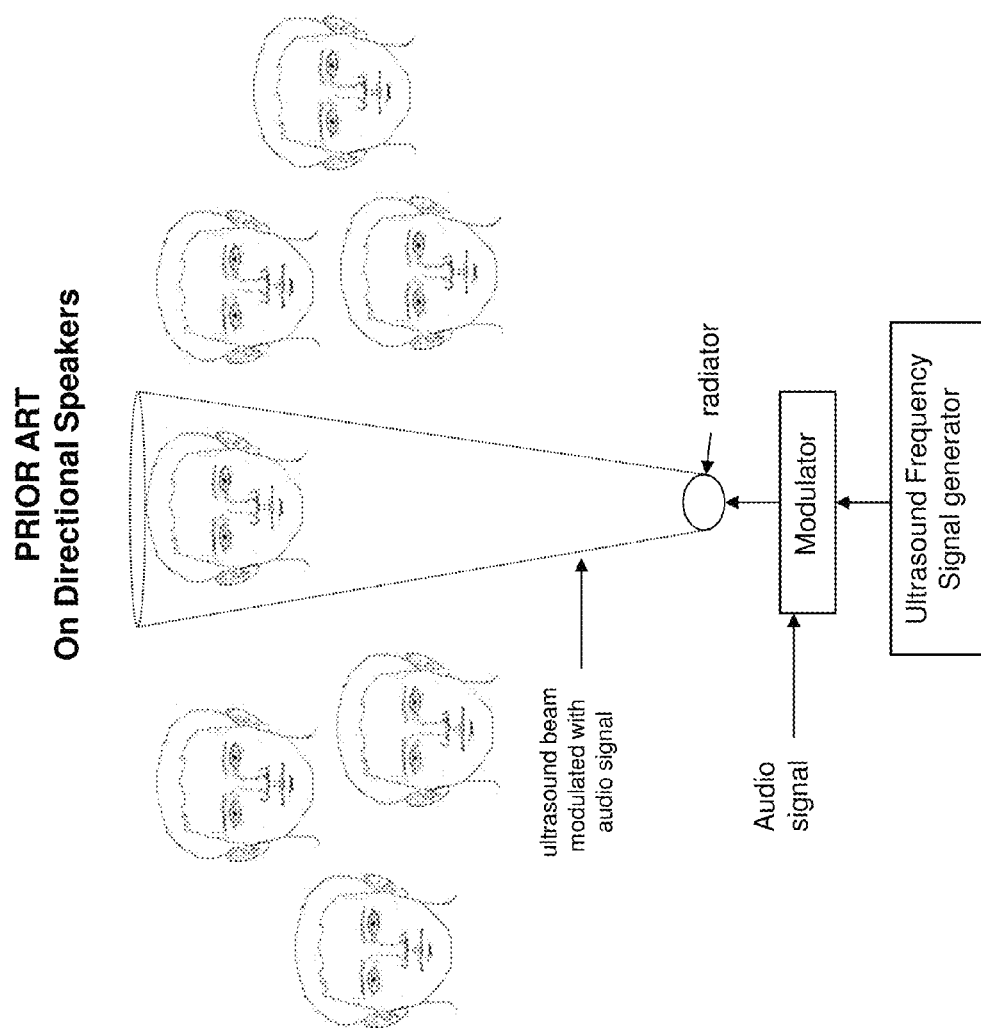 PRIOR ART
On Directional Speakers
ultrasound beam
modulated with
audio signal
radiator
Audio
signal
Modulator
Ultrasound Frequency
Signal generator